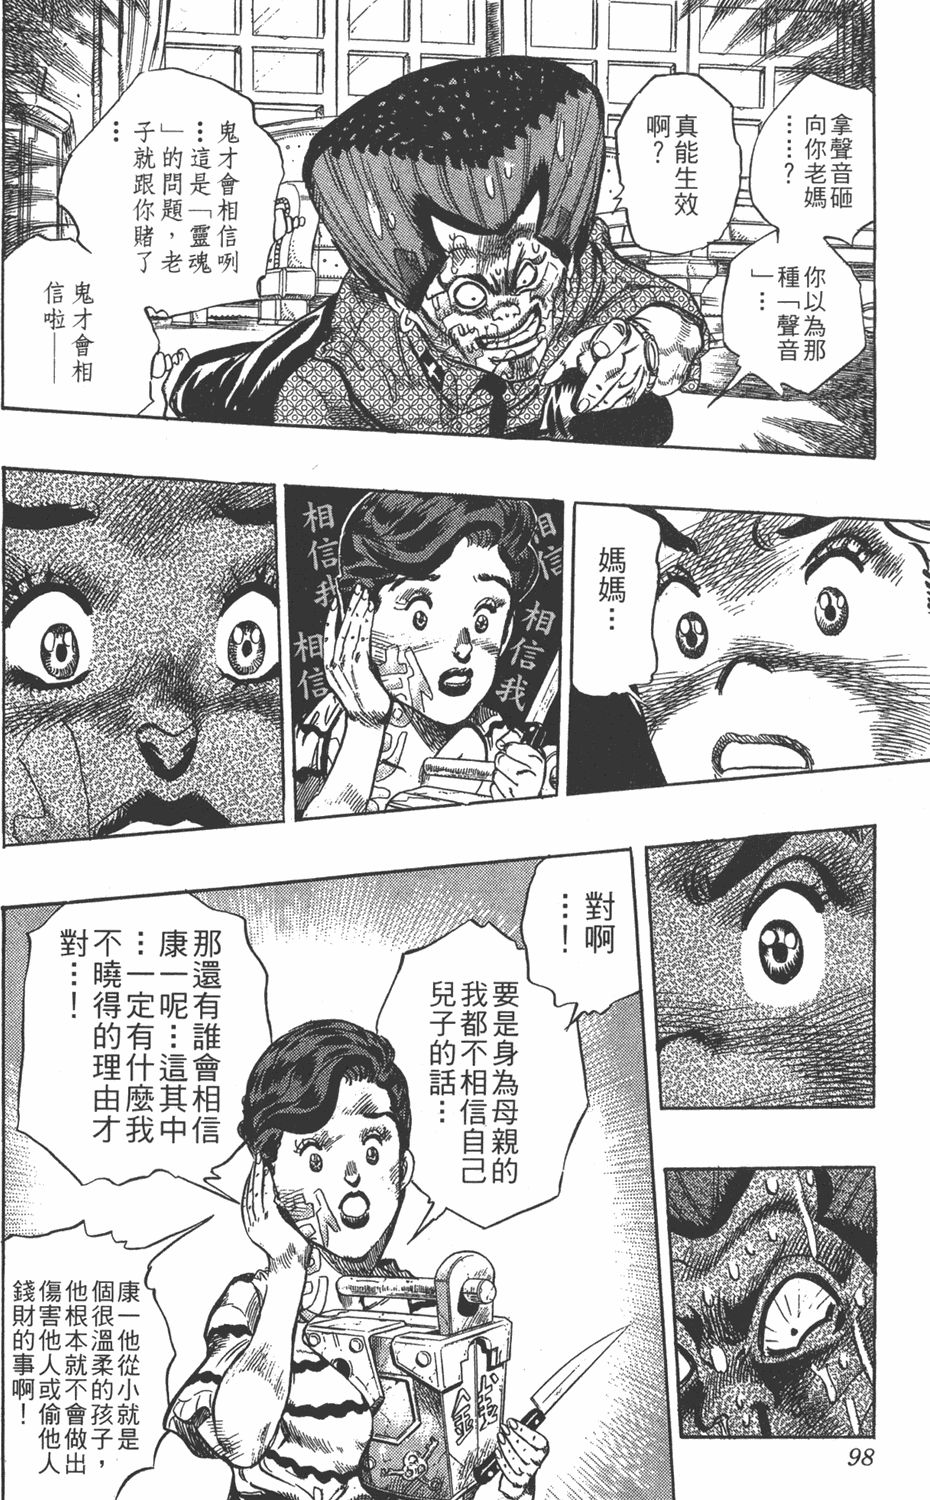 拿聲音砸
向你老媽
……?
你以為那
種「聲音
」…
真能生效
啊?
鬼才會相信咧
…這是「靈魂
」的問題，老
子就跟你賭了
…
鬼才會相
信啦——
媽媽…
相信我
相信我
相信我
相信
對啊
…!
要是身為母親的
我都不相信自己
兒子的話…
那還有誰會相信
康一呢…這其中
…一定有什麼我
不曉得的理由才
對…!
康一他從小就是
個很溫柔的孩子，
他根本就不會做出
傷害他人或偷他人
錢財的事啊!
98